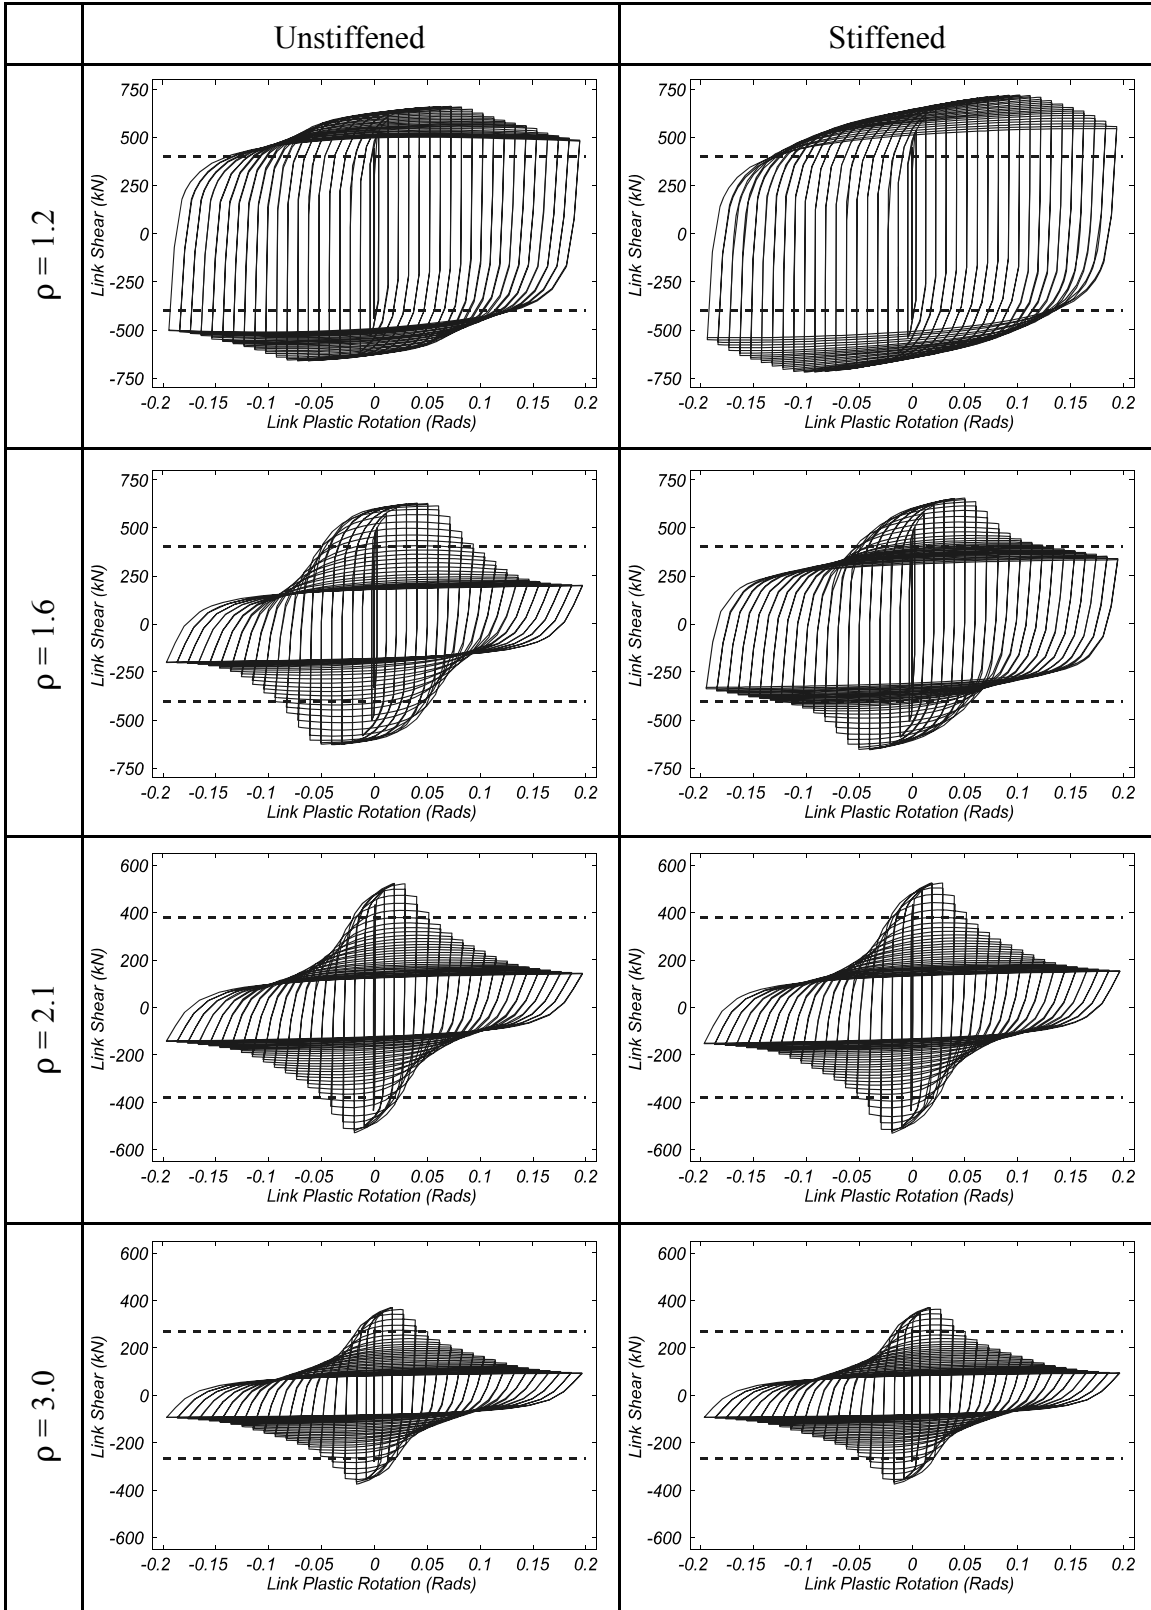 Unstiffened
Stiffened
ρ = 1.2
750
500
250
0
-250
-500
-750
Link Shear (kN)
-0.2 -0.15 -0.1 -0.05 0 0.05 0.1 0.15 0.2
Link Plastic Rotation (Rads)
750
500
250
0
-250
-500
-750
Link Shear (kN)
-0.2 -0.15 -0.1 -0.05 0 0.05 0.1 0.15 0.2
Link Plastic Rotation (Rads)
ρ = 1.6
750
500
250
0
-250
-500
-750
Link Shear (kN)
-0.2 -0.15 -0.1 -0.05 0 0.05 0.1 0.15 0.2
Link Plastic Rotation (Rads)
750
500
250
0
-250
-500
-750
Link Shear (kN)
-0.2 -0.15 -0.1 -0.05 0 0.05 0.1 0.15 0.2
Link Plastic Rotation (Rads)
ρ = 2.1
600
400
200
0
-200
-400
-600
Link Shear (kN)
-0.2 -0.15 -0.1 -0.05 0 0.05 0.1 0.15 0.2
Link Plastic Rotation (Rads)
600
400
200
0
-200
-400
-600
Link Shear (kN)
-0.2 -0.15 -0.1 -0.05 0 0.05 0.1 0.15 0.2
Link Plastic Rotation (Rads)
ρ = 3.0
600
400
200
0
-200
-400
-600
Link Shear (kN)
-0.2 -0.15 -0.1 -0.05 0 0.05 0.1 0.15 0.2
Link Plastic Rotation (Rads)
600
400
200
0
-200
-400
-600
Link Shear (kN)
-0.2 -0.15 -0.1 -0.05 0 0.05 0.1 0.15 0.2
Link Plastic Rotation (Rads)